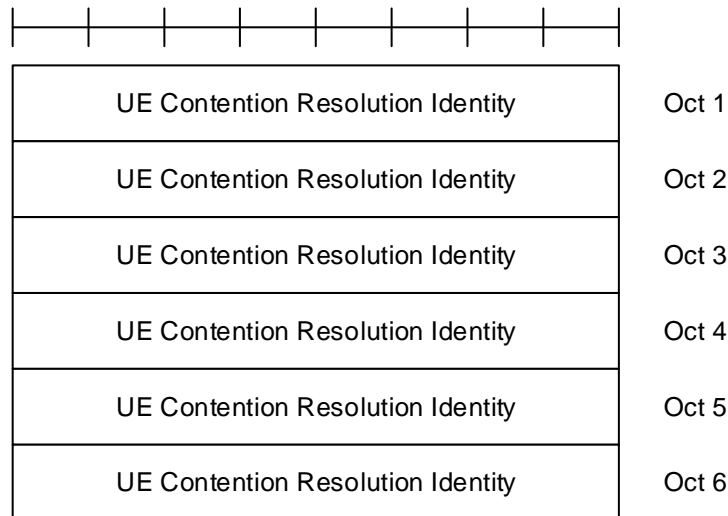 UE Contention Resolution Identity Oct 1
UE Contention Resolution Identity Oct 2
UE Contention Resolution Identity Oct 3
UE Contention Resolution Identity Oct 4
UE Contention Resolution Identity Oct 5
UE Contention Resolution Identity Oct 6